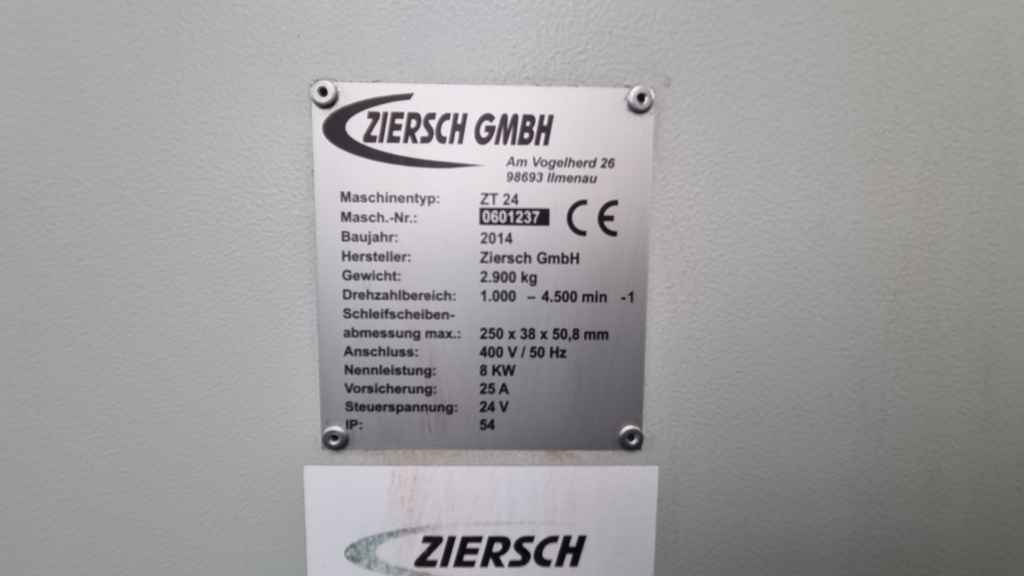 ZIERSCH GMBH
Am Vogelherd 26
98693 Ilmenau
Maschinentyp: ZT 24
Masch.-Nr.: 0601237 CE
Baujahr: 2014
Hersteller: Ziersch GmbH
Gewicht: 2.900 kg
Drehzahlbereich: 1.000 – 4.500 min -1
Schleifscheiben-
abmessung max.: 250 x 38 x 50,8 mm
Anschluss: 400 V / 50 Hz
Nennleistung: 8 KW
Vorsicherung: 25 A
Steuerspannung: 24 V
IP: 54
ZIERSCH